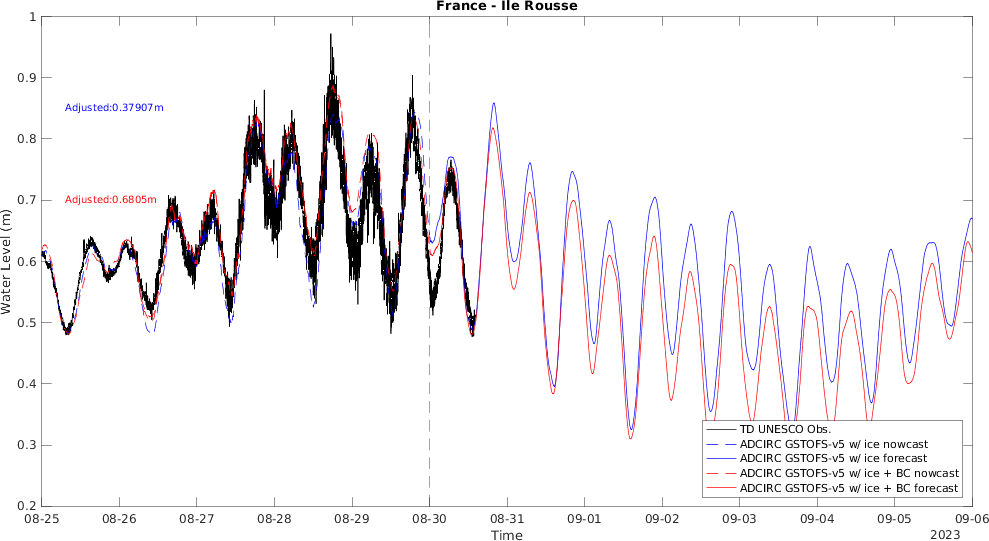 France - Ile Rousse
1
0.9
0.8
0.7
0.6
0.5
0.4
0.3
0.2
Water Level (m)
Adjusted:0.37907m
Adjusted:0.6805m
TD UNESCO Obs.
ADCIRC GSTOFS-v5 w/ ice nowcast
ADCIRC GSTOFS-v5 w/ ice forecast
ADCIRC GSTOFS-v5 w/ ice + BC nowcast
ADCIRC GSTOFS-v5 w/ ice + BC forecast
08-25 08-26 08-27 08-28 08-29 08-30 08-31 09-01 09-02 09-03 09-04 09-05 09-06
Time
2023